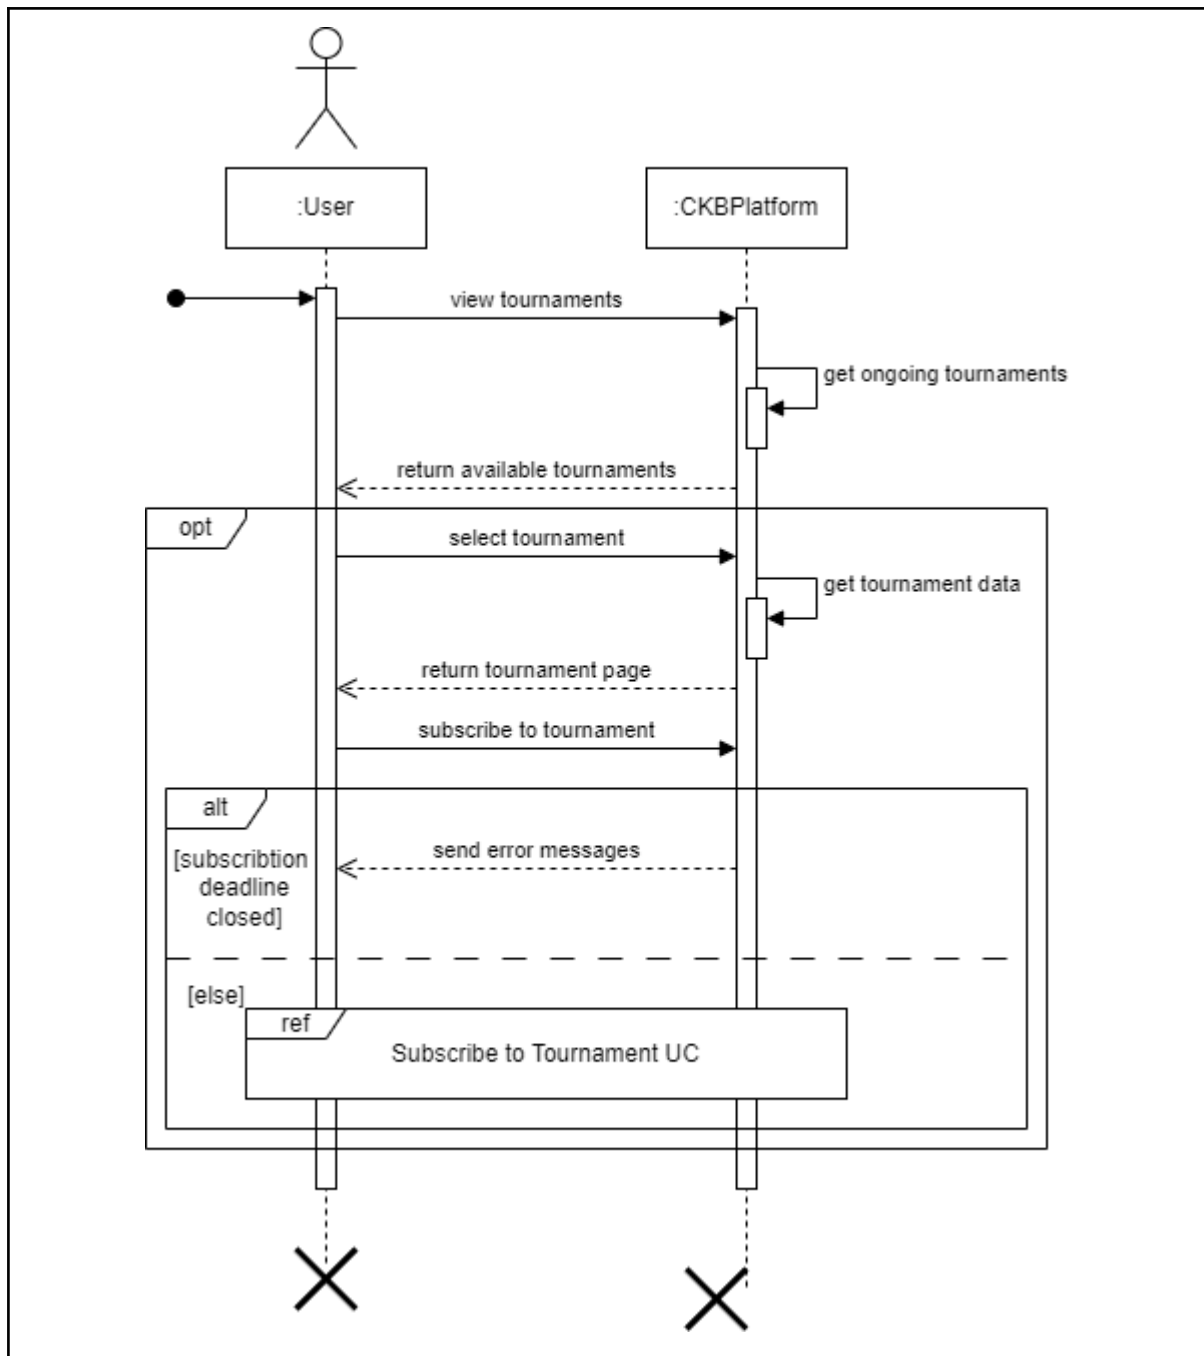 :User
:CKBPlatform
view tournaments
get ongoing tournaments
return available tournaments
opt
select tournament
get tournament data
return tournament page
subscribe to tournament
alt
[subscribtion
deadline
closed]
send error messages
[else]
ref
Subscribe to Tournament UC